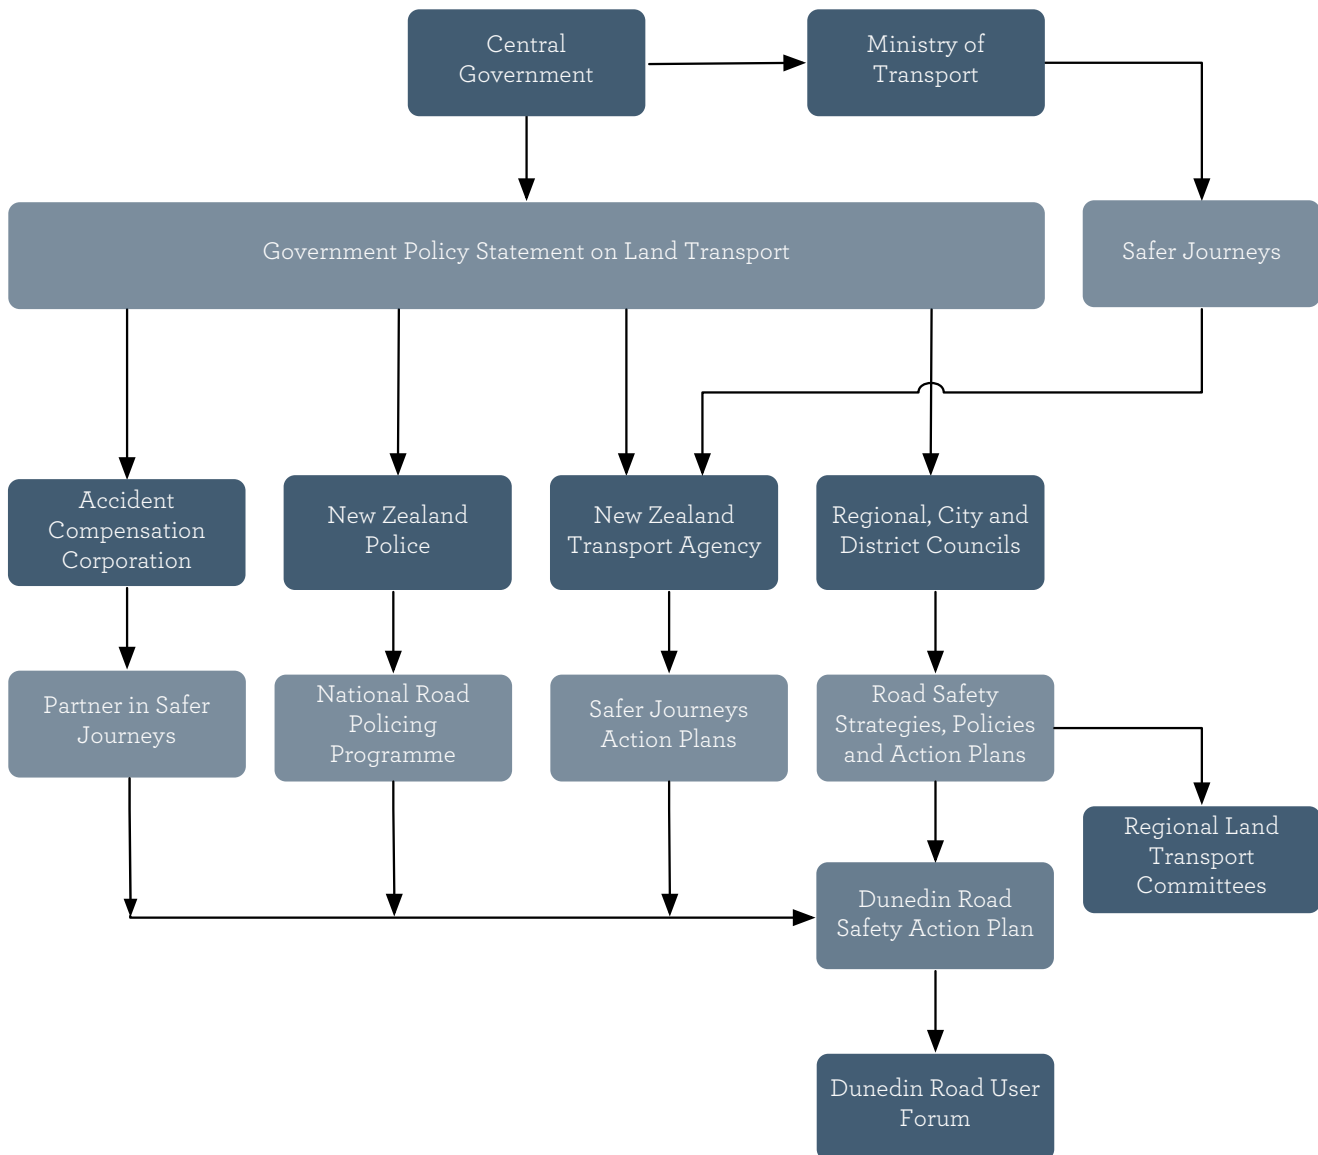 Central
Government
Ministry of
Transport
Government Policy Statement on Land Transport
Safer Journeys
Accident
Compensation
Corporation
New Zealand
Police
New Zealand
Transport Agency
Regional, City and
District Councils
Partner in Safer
Journeys
National Road
Policing
Programme
Safer Journeys
Action Plans
Road Safety
Strategies, Policies
and Action Plans
Regional Land
Transport
Committees
Dunedin Road
Safety Action Plan
Dunedin Road User
Forum